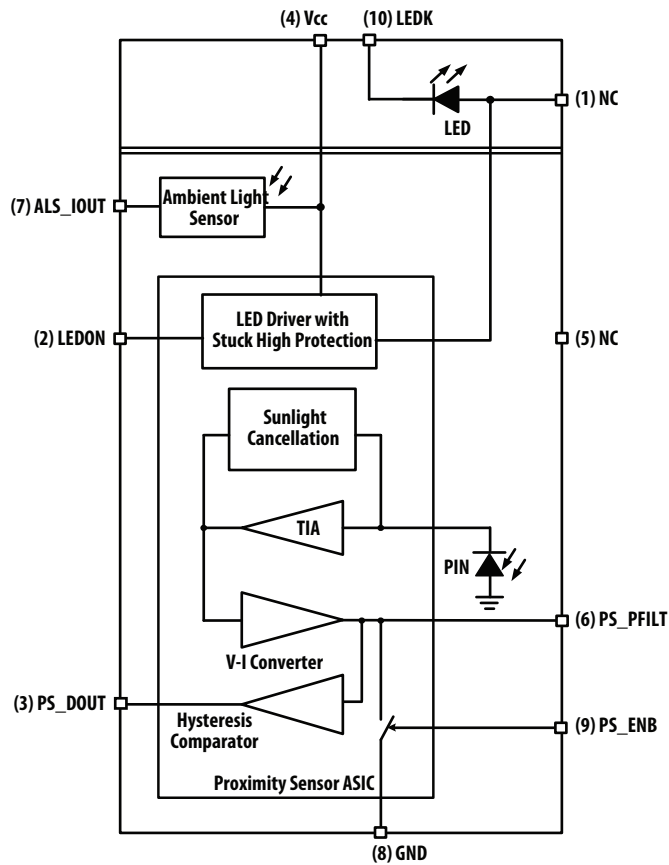 (4) Vcc
(10) LEDK
LED
(1) NC
(7) ALS_IOUT
Ambient Light
Sensor
(2) LEDON
LED Driver with
Stuck High Protection
(5) NC
Sunlight
Cancellation
TIA
PIN
(6) PS_PFILT
V-I Converter
(3) PS_DOUT
Hysteresis
Comparator
(9) PS_ENB
Proximity Sensor ASIC
(8) GND